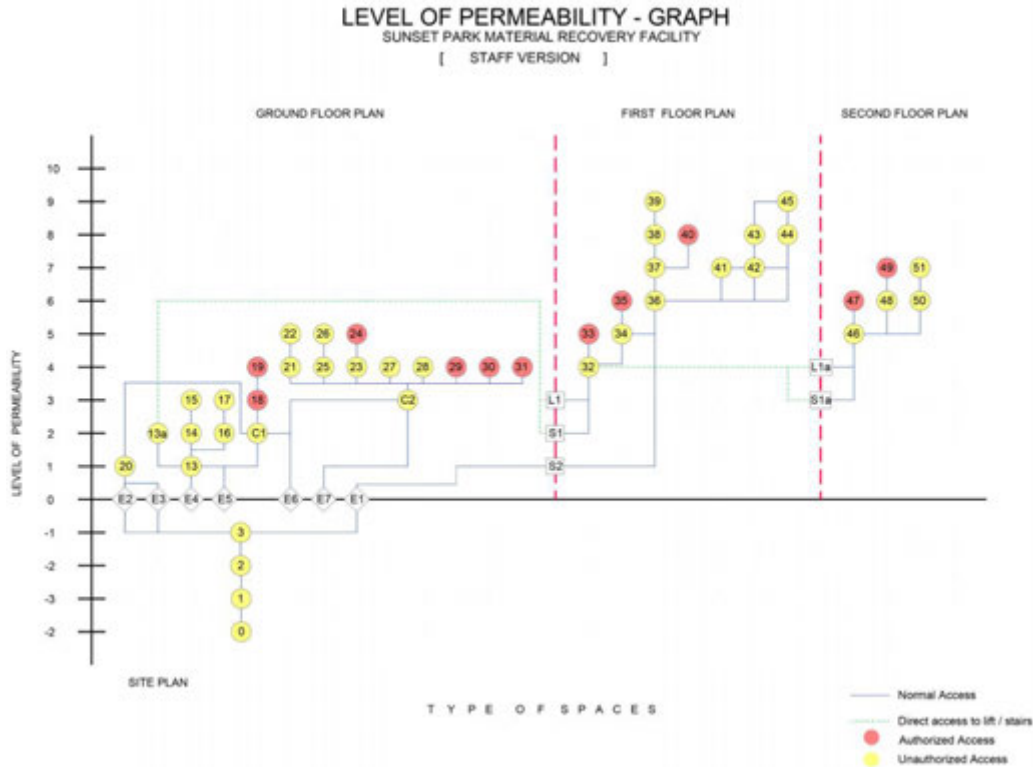 LEVEL OF PERMEABILITY - GRAPH
SUNSET PARK MATERIAL RECOVERY FACILITY
[ STAFF VERSION ]
GROUND FLOOR PLAN FIRST FLOOR PLAN SECOND FLOOR PLAN
LEVEL OF PERMEABILITY
10
9 39 45
8 38 40 43 44
7 37 41 42 49 51
6 35 36 47 48 50
5 22 26 24 33 34 46
4 19 21 25 23 27 28 29 30 31 32 L1a
3 15 17 18 C2 L1 S1a
2 13a 14 16 C1 S1
1 20 13 S2
0 E2 E3 E4 E5 E6 E7 E1
-1 3
-2 2
-3 1
-2 0
SITE PLAN
TYPE OF SPACES
Normal Access
Direct access to lift / stairs
Authorized Access
Unauthorized Access